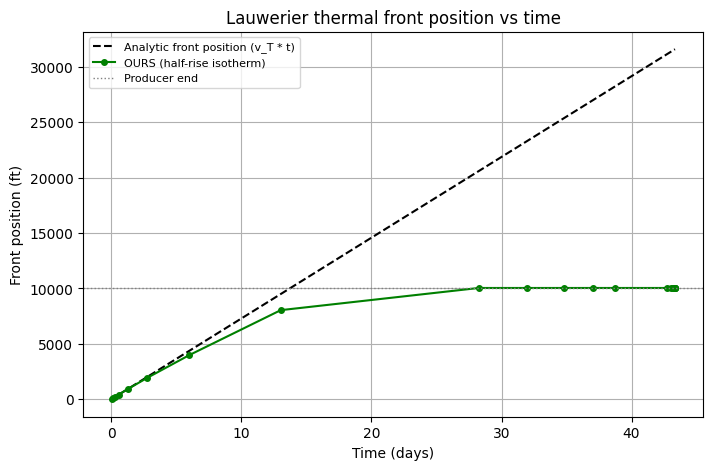 Lauwerier thermal front position vs time
Analytic front position (v_T * t)
OURS (half-rise isotherm)
Producer end
Front position (ft)
30000
25000
20000
15000
10000
5000
0
0 10 20 30 40
Time (days)